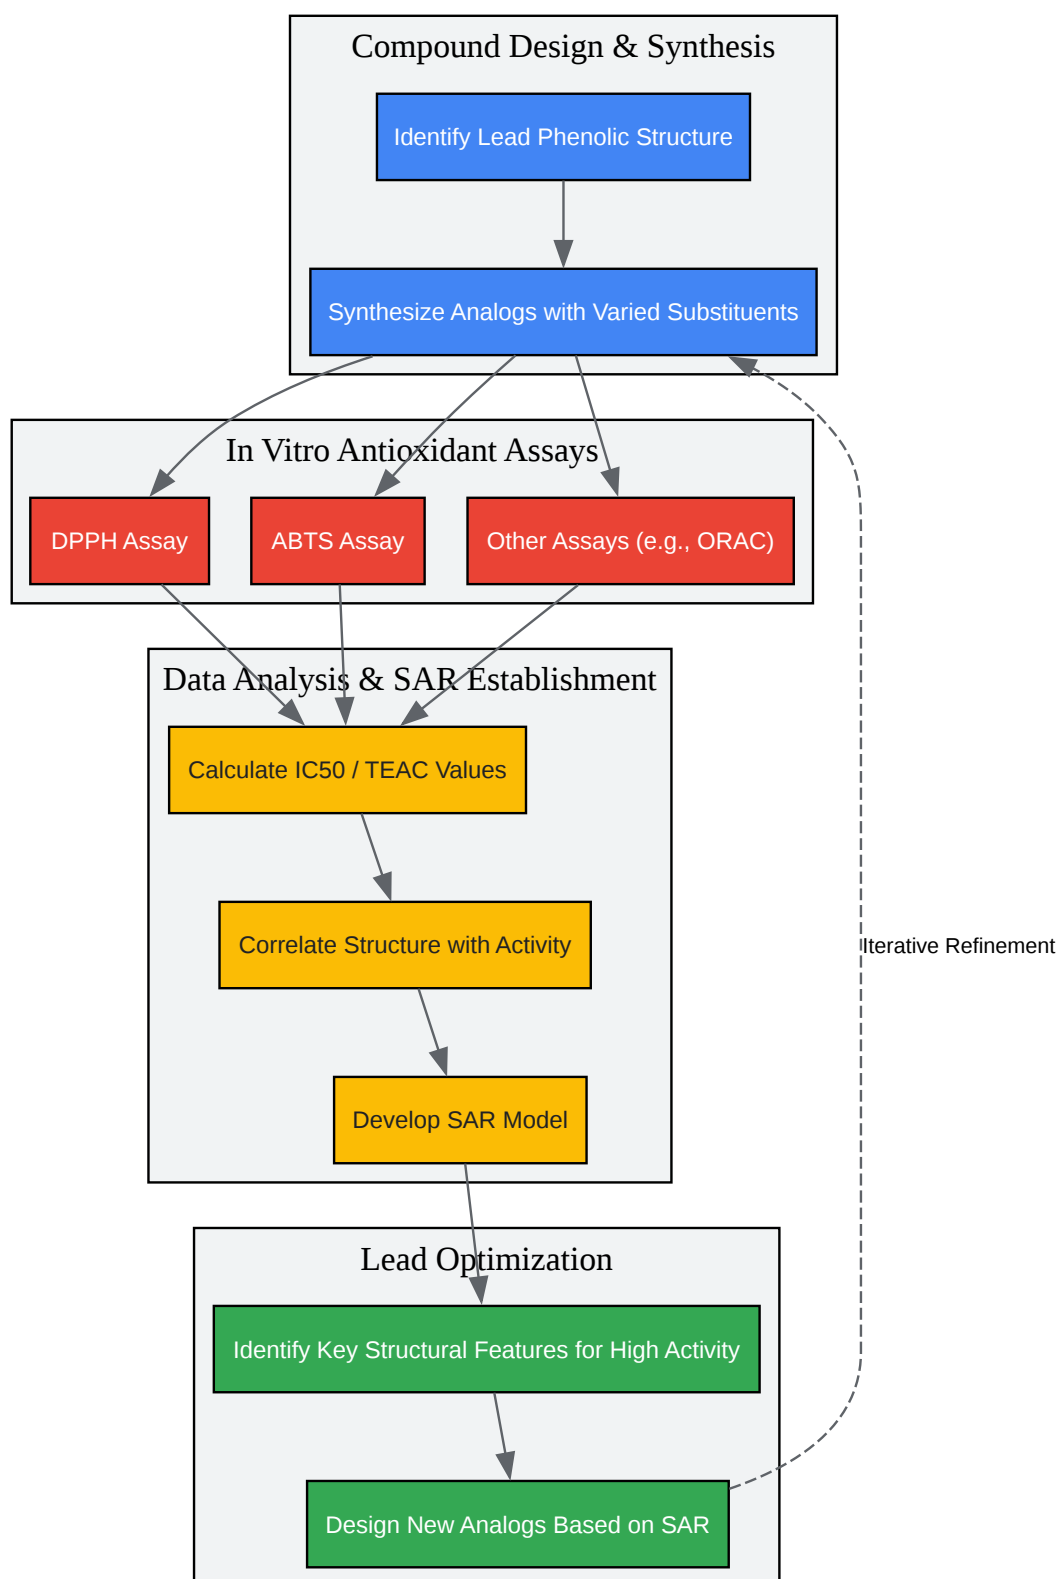 Compound Design & Synthesis
Identify Lead Phenolic Structure
Synthesize Analogs with Varied Substituents
In Vitro Antioxidant Assays
DPPH Assay
ABTS Assay
Other Assays (e.g., ORAC)
Data Analysis & SAR Establishment
Calculate IC50 / TEAC Values
Correlate Structure with Activity
Iterative Refinement
Develop SAR Model
Lead Optimization
Identify Key Structural Features for High Activity
Design New Analogs Based on SAR